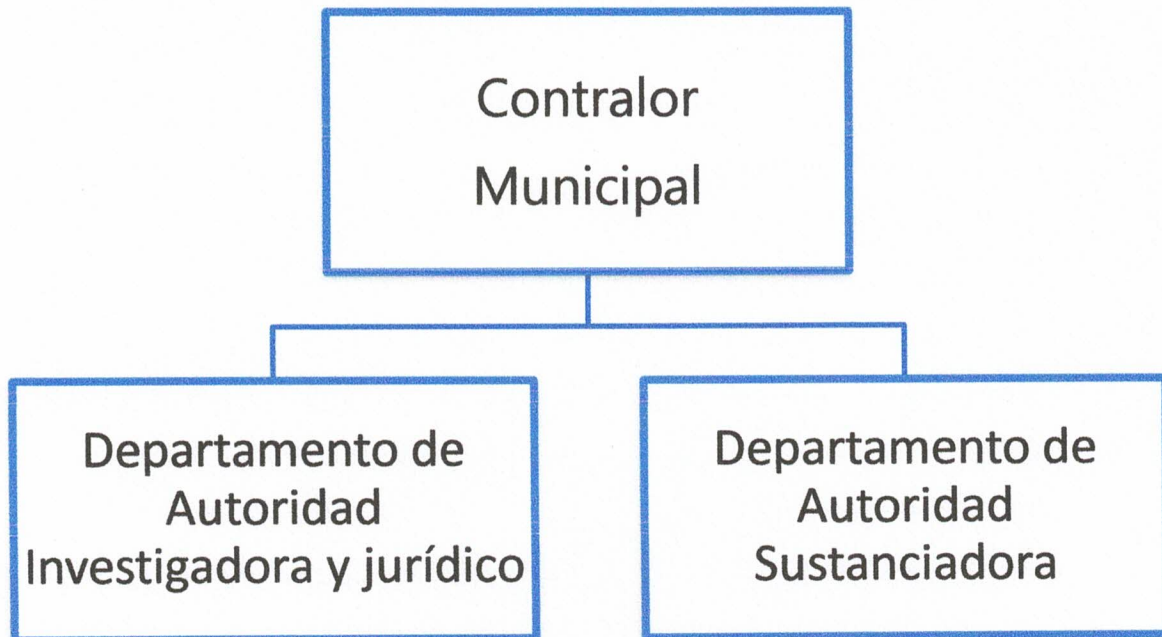 Contralor
Municipal
Departamento de
Autoridad
Investigadora y jurídico
Departamento de
Autoridad
Sustanciadora